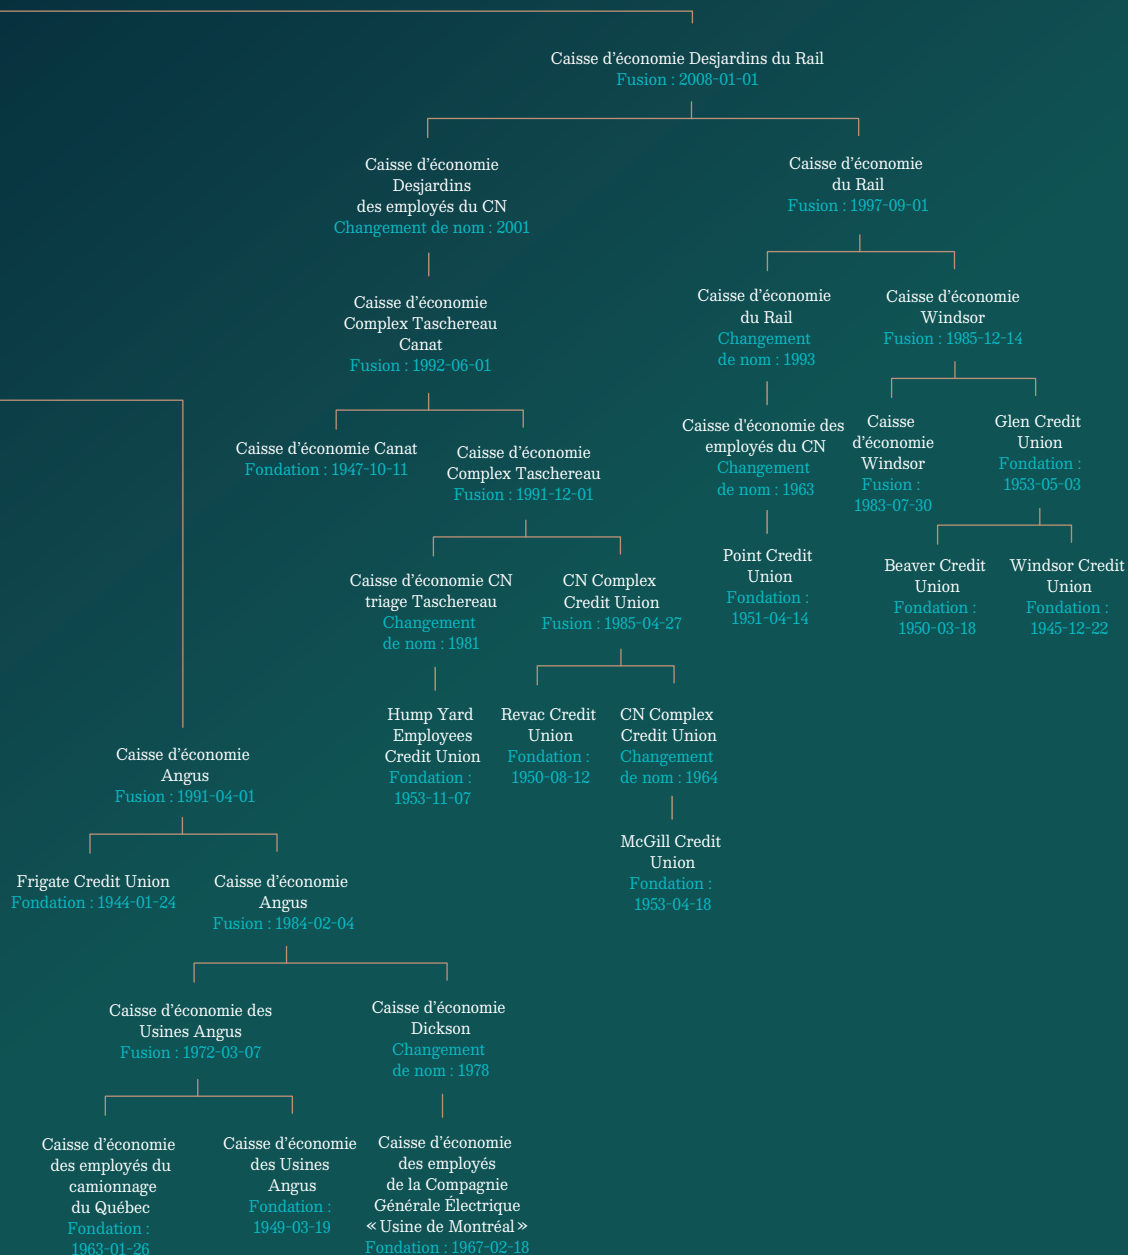 Caisse d’économie Desjardins du Rail
Fusion : 2008-01-01
Caisse d’économie
Desjardins
des employés du CN
Changement de nom : 2001
Caisse d’économie
du Rail
Fusion : 1997-09-01
Caisse d’économie
Complex Taschereau
Canat
Fusion : 1992-06-01
Caisse d’économie
du Rail
Changement
de nom : 1993
Caisse d’économie
Windsor
Fusion : 1985-12-14
Caisse d’économie Canat
Fondation : 1947-10-11
Caisse d’économie
Complex Taschereau
Fusion : 1991-12-01
Caisse d'économie des
employés du CN
Changement
de nom : 1963
Caisse
d’économie
Windsor
Fusion :
1983-07-30
Glen Credit
Union
Fondation :
1953-05-03
Caisse d’économie CN
triage Taschereau
Changement
de nom : 1981
CN Complex
Credit Union
Fusion : 1985-04-27
Point Credit
Union
Fondation :
1951-04-14
Beaver Credit
Union
Fondation :
1950-03-18
Windsor Credit
Union
Fondation :
1945-12-22
Hump Yard
Employees
Credit Union
Fondation :
1953-11-07
Revac Credit
Union
Fondation :
1950-08-12
CN Complex
Credit Union
Changement
de nom : 1964
Caisse d’économie
Angus
Fusion : 1991-04-01
McGill Credit
Union
Fondation :
1953-04-18
Frigate Credit Union
Fondation : 1944-01-24
Caisse d’économie
Angus
Fusion : 1984-02-04
Caisse d’économie des
Usines Angus
Fusion : 1972-03-07
Caisse d’économie
Dickson
Changement
de nom : 1978
Caisse d’économie
des employés du
camionnage
du Québec
Fondation :
1963-01-26
Caisse d’économie
des Usines
Angus
Fondation :
1949-03-19
Caisse d’économie
des employés
de la Compagnie
Générale Électrique
« Usine de Montréal »
Fondation : 1967-02-18